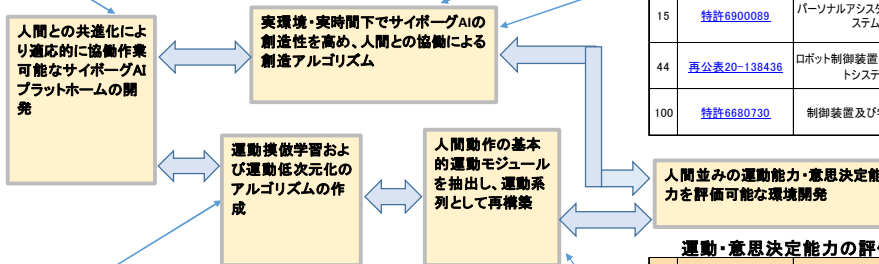 人間との共進化によ
り適応的に協働作業
可能なサイボーグAI
プラットホームの開
発
実環境・実時間下でサイボーグAIの
創造性を高め、人間との協働による
創造アルゴリズム
運動摸倣学習およ
び運動低次元化の
アルゴリズムの作
成
人間動作の基本
的運動モジュール
を抽出し、運動系
列として再構築
15 特許6900089 パーソナルアシスタ
ステム
44 再公表20-138436 ロボット制御装置
トシステ
100 特許6680730 制御装置及び
人間並みの運動能力・意思決定能
力を評価可能な環境開発
運動・意思決定能力の評